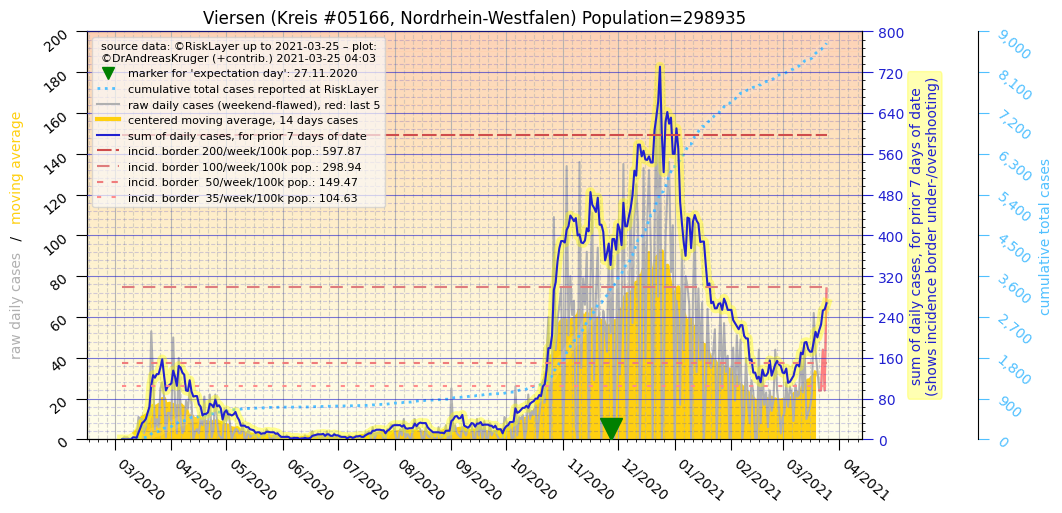 Viersen (Kreis #05166, Nordrhein-Westfalen) Population=298935
source data: ©RiskLayer up to 2021-03-25 – plot:
©DrAndreasKruger (+contrib.) 2021-03-25 04:03
marker for 'expectation day': 27.11.2020
cumulative total cases reported at RiskLayer
raw daily cases (weekend-flawed), red: last 5
centered moving average, 14 days cases
sum of daily cases, for prior 7 days of date
incid. border 200/week/100k pop.: 597.87
incid. border 100/week/100k pop.: 298.94
incid. border  50/week/100k pop.: 149.47
incid. border  35/week/100k pop.: 104.63
raw daily cases  /  moving average
200
180
160
140
120
100
80
60
40
20
0
03/2020
04/2020
05/2020
06/2020
07/2020
08/2020
09/2020
10/2020
11/2020
12/2020
01/2021
02/2021
03/2021
04/2021
800
720
640
560
480
400
320
240
160
80
0
sum of daily cases, for prior 7 days of date
(shows incidence border under-/overshooting)
9,000
8,100
7,200
6,300
5,400
4,500
3,600
2,700
1,800
900
0
cumulative total cases